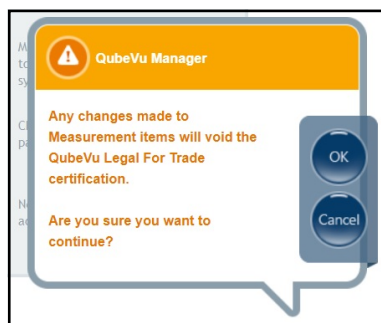 QubeVu Manager
Any changes made to
Measurement items will void the
QubeVu Legal For Trade
certification.
Are you sure you want to
continue?
OK
Cancel